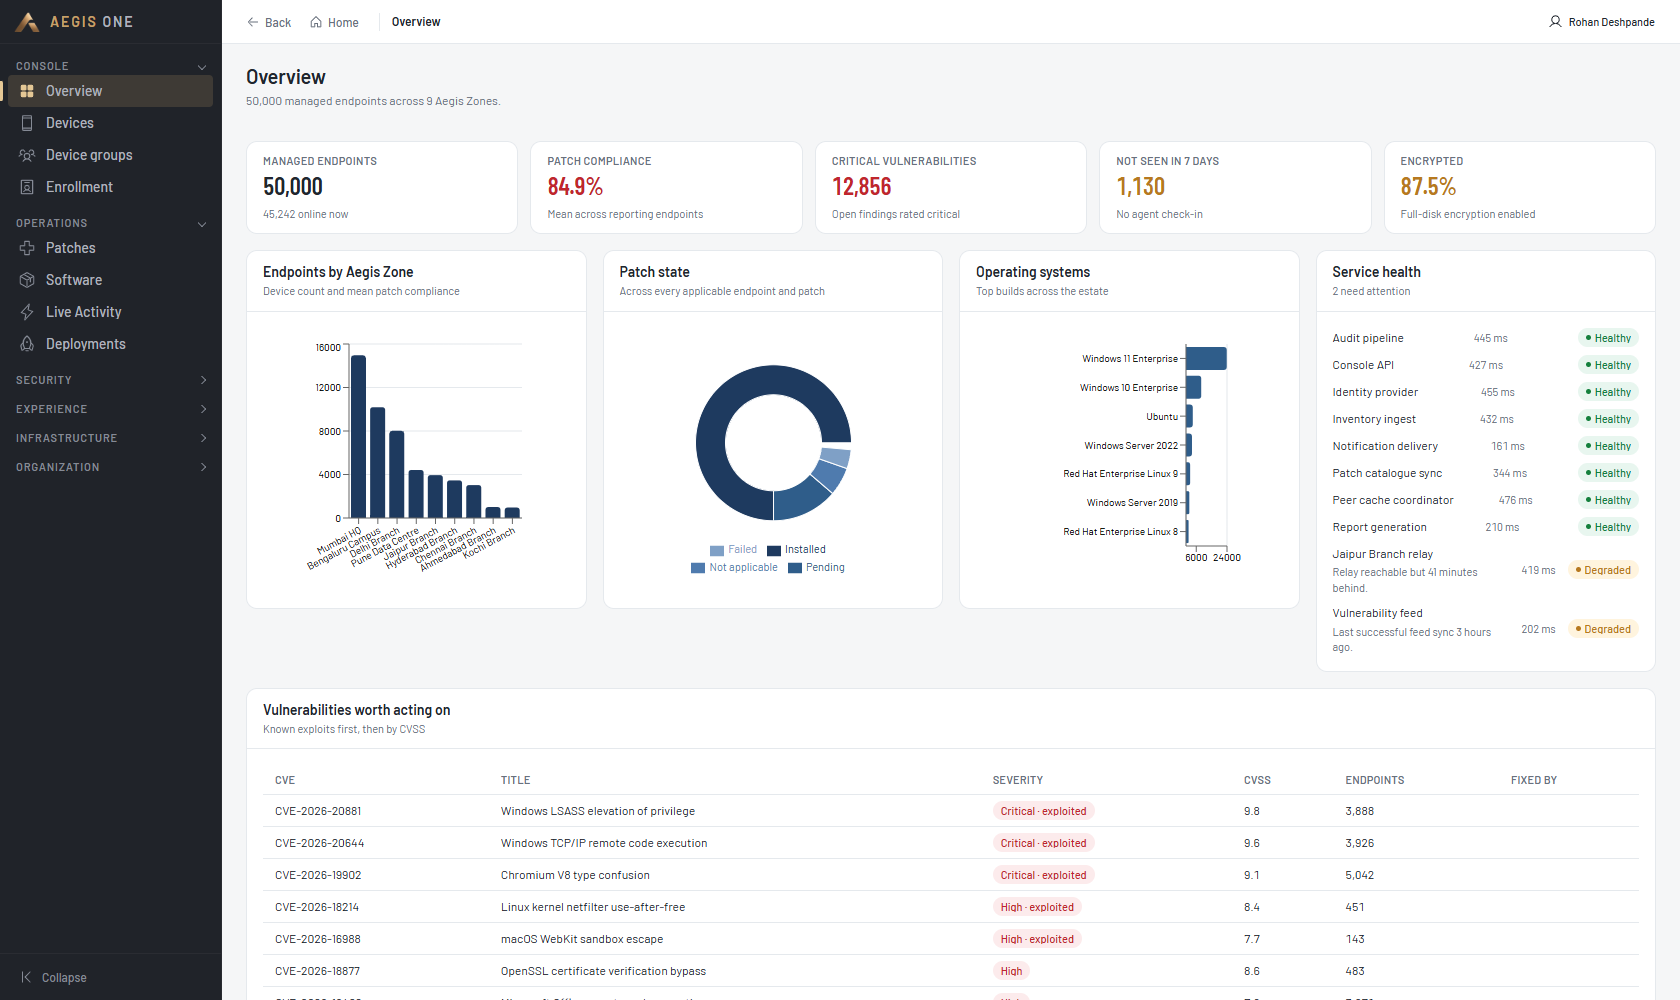 AEGIS ONE
CONSOLE
Overview
Devices
Device groups
Enrollment
OPERATIONS
Patches
Software
Live Activity
Deployments
SECURITY
EXPERIENCE
INFRASTRUCTURE
ORGANIZATION
Collapse
Back Home Overview Rohan Deshpande
Overview
50,000 managed endpoints across 9 Aegis Zones.
MANAGED ENDPOINTS
50,000
45,242 online now
PATCH COMPLIANCE
84.9%
Mean across reporting endpoints
CRITICAL VULNERABILITIES
12,856
Open findings rated critical
NOT SEEN IN 7 DAYS
1,130
No agent check-in
ENCRYPTED
87.5%
Full-disk encryption enabled
Endpoints by Aegis Zone
Device count and mean patch compliance
16000
12000
8000
4000
0
Mumbai HQ
Bengaluru Campus
Delhi Branch
Pune Data Centre
Jaipur Branch
Hyderabad Branch
Chennai Branch
Ahmedabad Branch
Kochi Branch
Patch state
Across every applicable endpoint and patch
Failed Installed
Not applicable Pending
Operating systems
Top builds across the estate
Windows 11 Enterprise
Windows 10 Enterprise
Ubuntu
Windows Server 2022
Red Hat Enterprise Linux 9
Windows Server 2019
Red Hat Enterprise Linux 8
6000 24000
Service health
2 need attention
Audit pipeline 445 ms Healthy
Console API 427 ms Healthy
Identity provider 455 ms Healthy
Inventory ingest 432 ms Healthy
Notification delivery 161 ms Healthy
Patch catalogue sync 344 ms Healthy
Peer cache coordinator 476 ms Healthy
Report generation 210 ms Healthy
Jaipur Branch relay
Relay reachable but 41 minutes behind. 419 ms Degraded
Vulnerability feed
Last successful feed sync 3 hours ago. 202 ms Degraded
Vulnerabilities worth acting on
Known exploits first, then by CVSS
CVE TITLE SEVERITY CVSS ENDPOINTS FIXED BY
CVE-2026-20881 Windows LSASS elevation of privilege Critical · exploited 9.8 3,888
CVE-2026-20644 Windows TCP/IP remote code execution Critical · exploited 9.6 3,926
CVE-2026-19902 Chromium V8 type confusion Critical · exploited 9.1 5,042
CVE-2026-18214 Linux kernel netfilter use-after-free High · exploited 8.4 451
CVE-2026-16988 macOS WebKit sandbox escape High · exploited 7.7 143
CVE-2026-18877 OpenSSL certificate verification bypass High 8.6 483